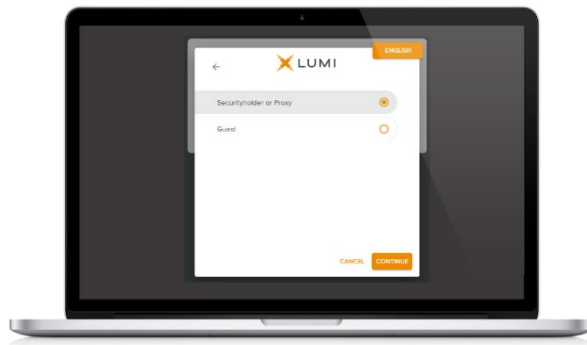 ENGLISH
LUMI
Securityholder or Proxy
Guest
CANCEL CONTINUE